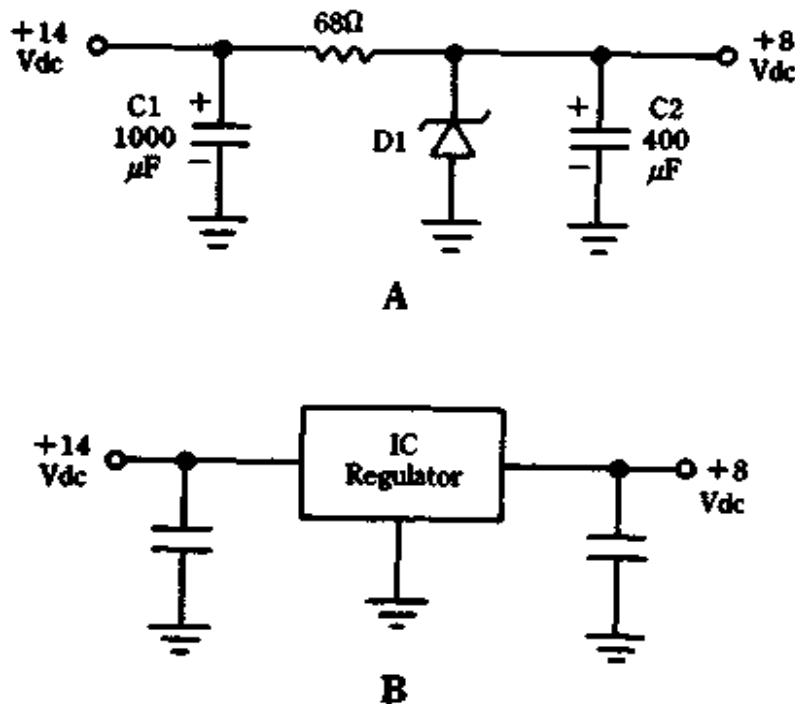 +14
Vdc
68Ω
+8
Vdc
C1
1000
μF
+
−
D1
+
−
C2
400
μF
A
+14
Vdc
IC
Regulator
+8
Vdc
B